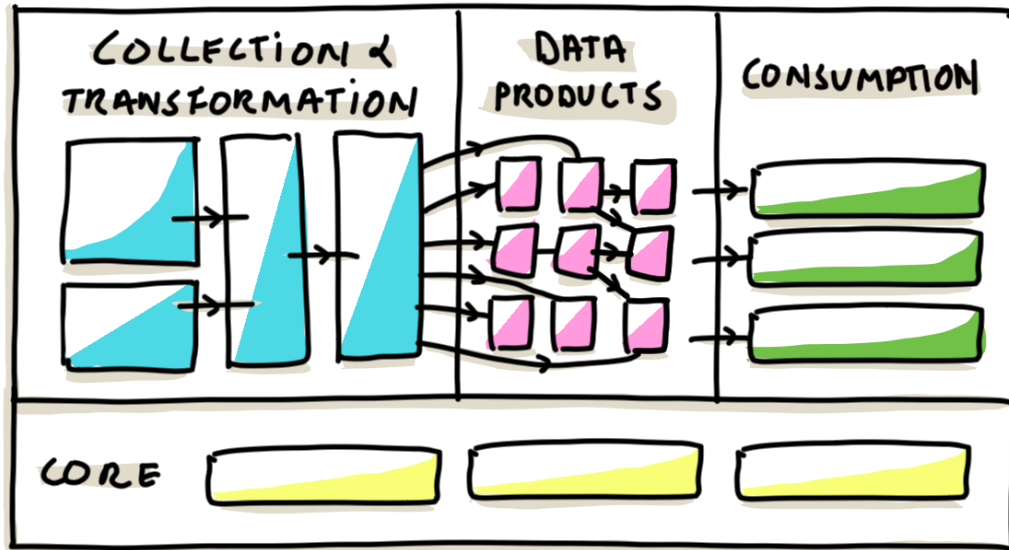 COLLECTION &
TRANSFORMATION
DATA
PRODUCTS
CONSUMPTION
CORE